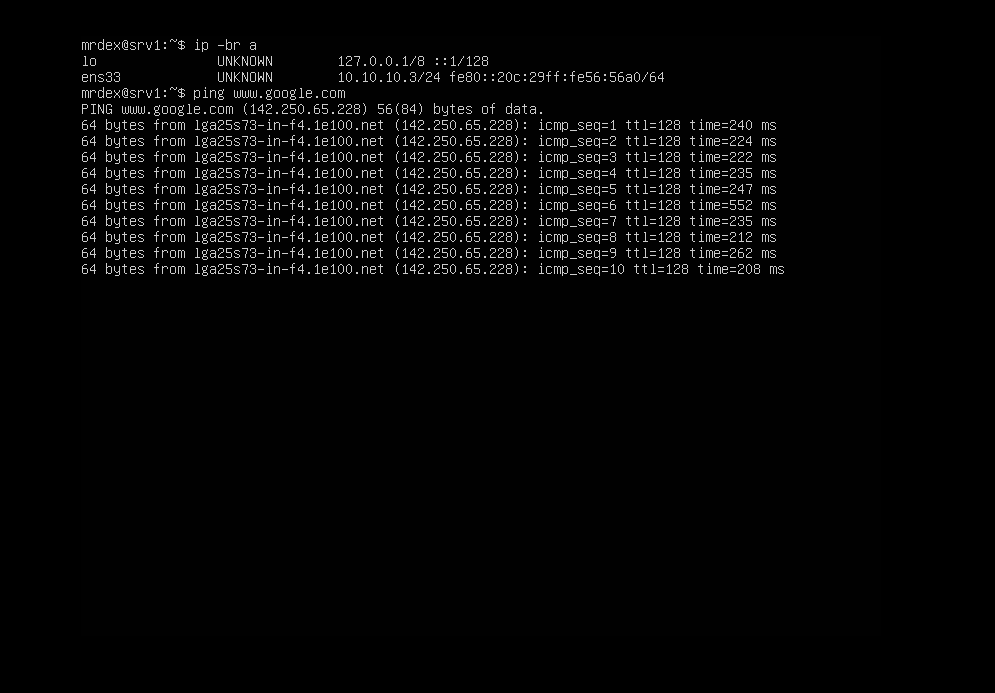 mrdex@srv1:~$ ip -br a
lo               UNKNOWN        127.0.0.1/8 ::1/128
ens33            UNKNOWN        10.10.10.3/24 fe80::20c:29ff:fe56:56a0/64
mrdex@srv1:~$ ping www.google.com
PING www.google.com (142.250.65.228) 56(84) bytes of data.
64 bytes from lga25s73-in-f4.1e100.net (142.250.65.228): icmp_seq=1 ttl=128 time=240 ms
64 bytes from lga25s73-in-f4.1e100.net (142.250.65.228): icmp_seq=2 ttl=128 time=224 ms
64 bytes from lga25s73-in-f4.1e100.net (142.250.65.228): icmp_seq=3 ttl=128 time=222 ms
64 bytes from lga25s73-in-f4.1e100.net (142.250.65.228): icmp_seq=4 ttl=128 time=235 ms
64 bytes from lga25s73-in-f4.1e100.net (142.250.65.228): icmp_seq=5 ttl=128 time=247 ms
64 bytes from lga25s73-in-f4.1e100.net (142.250.65.228): icmp_seq=6 ttl=128 time=552 ms
64 bytes from lga25s73-in-f4.1e100.net (142.250.65.228): icmp_seq=7 ttl=128 time=235 ms
64 bytes from lga25s73-in-f4.1e100.net (142.250.65.228): icmp_seq=8 ttl=128 time=212 ms
64 bytes from lga25s73-in-f4.1e100.net (142.250.65.228): icmp_seq=9 ttl=128 time=262 ms
64 bytes from lga25s73-in-f4.1e100.net (142.250.65.228): icmp_seq=10 ttl=128 time=208 ms